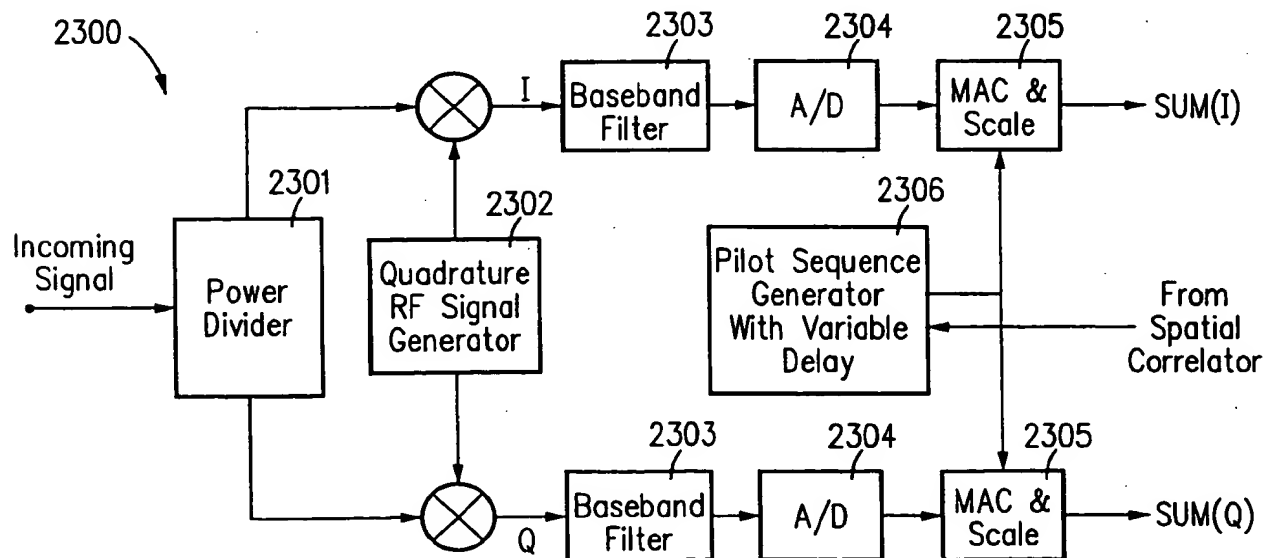 2300
2303
2304
2305
I
Baseband
Filter
A/D
MAC &
Scale
SUM(I)
2301
2302
2306
Incoming
Signal
Power
Divider
Quadrature
RF Signal
Generator
Pilot Sequence
Generator
With Variable
Delay
From
Spatial
Correlator
2303
2304
2305
Q
Baseband
Filter
A/D
MAC &
Scale
SUM(Q)